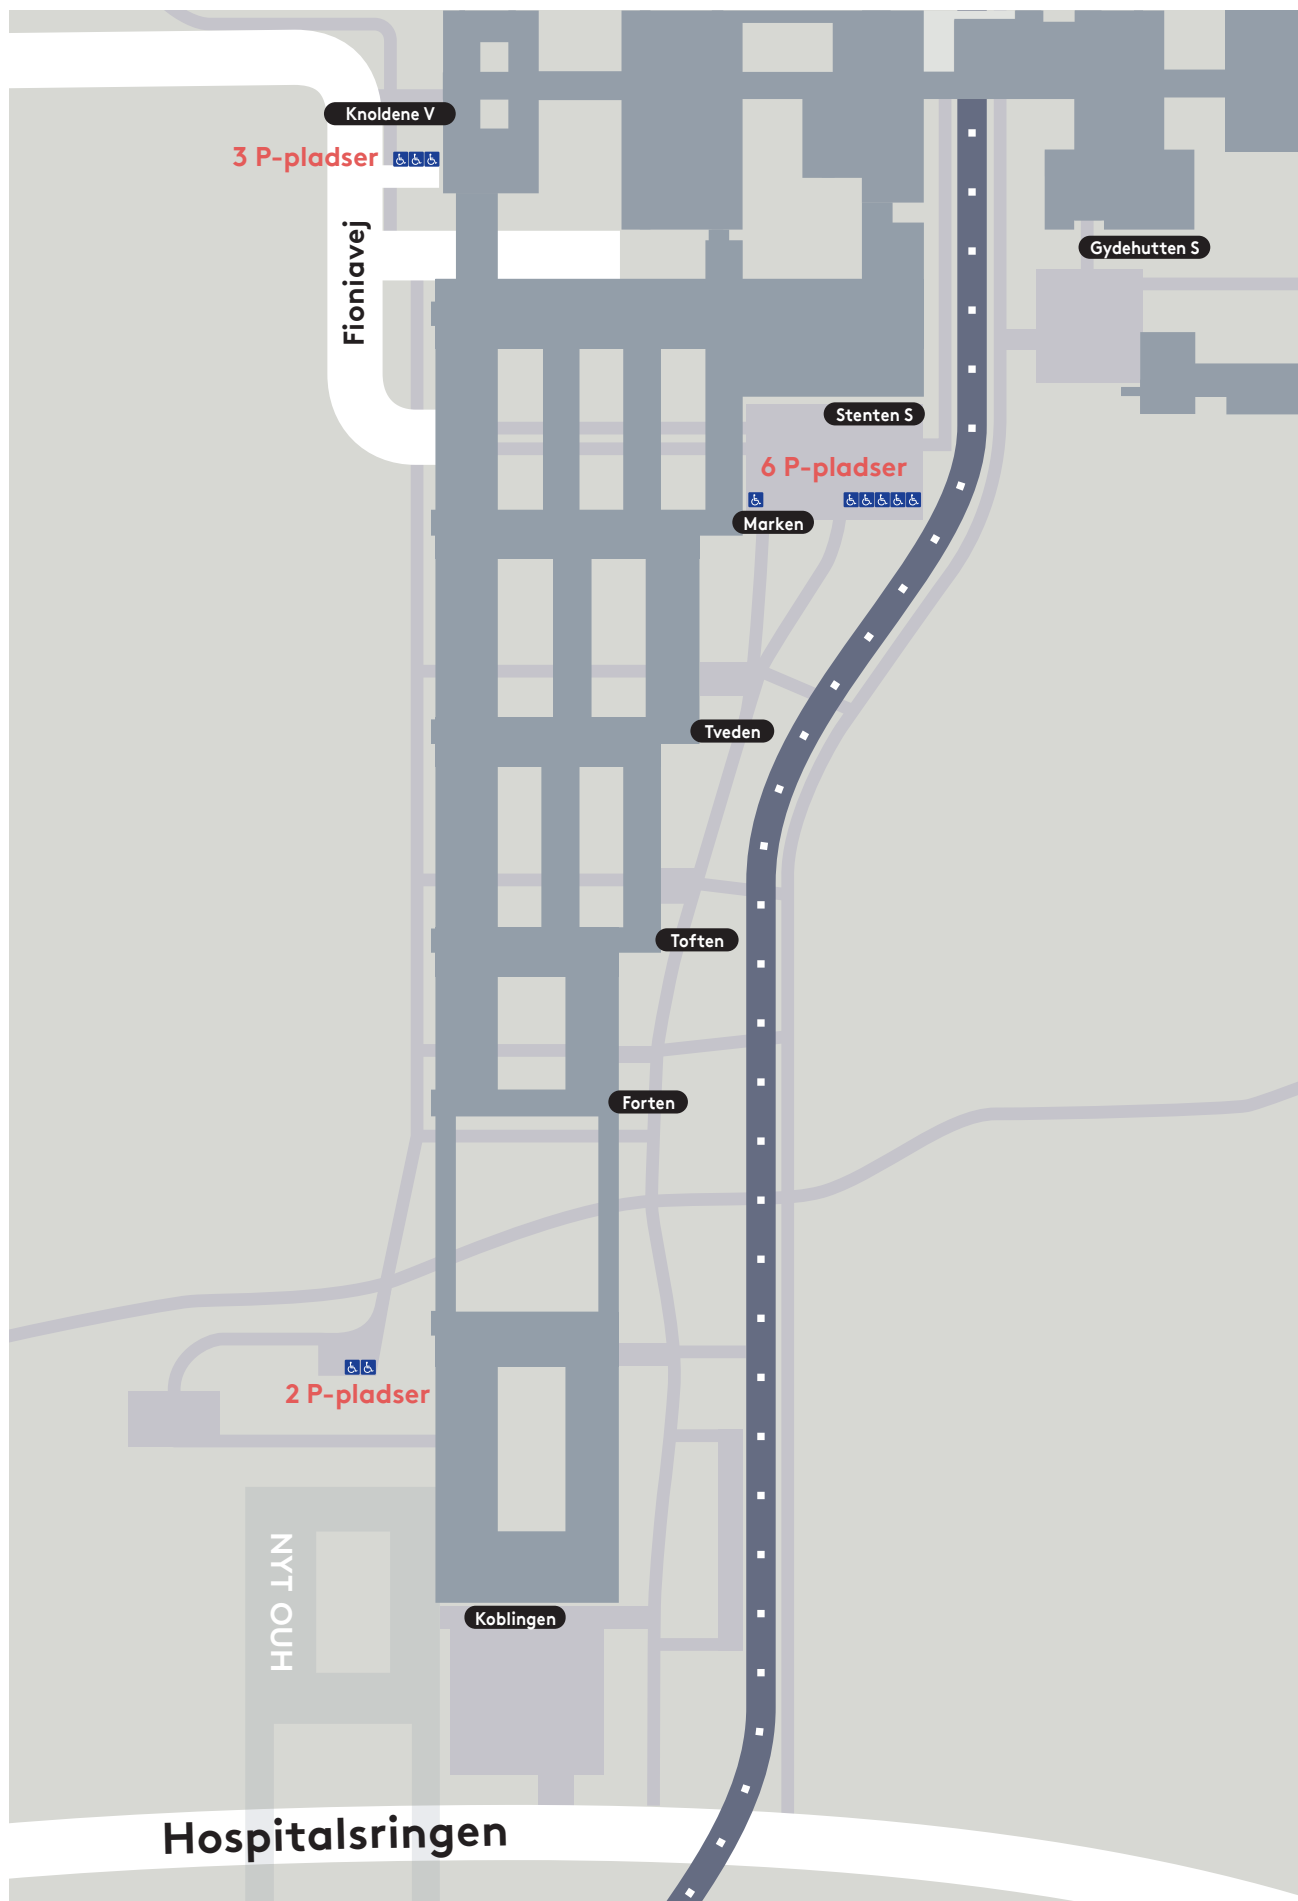 Knoldene V
3 P-pladser
Fioniavej
Gydehutten S
Stenten S
6 P-pladser
Marken
Tveden
Toften
Forten
2 P-pladser
NYT OUH
Koblingen
Hospitalsringen